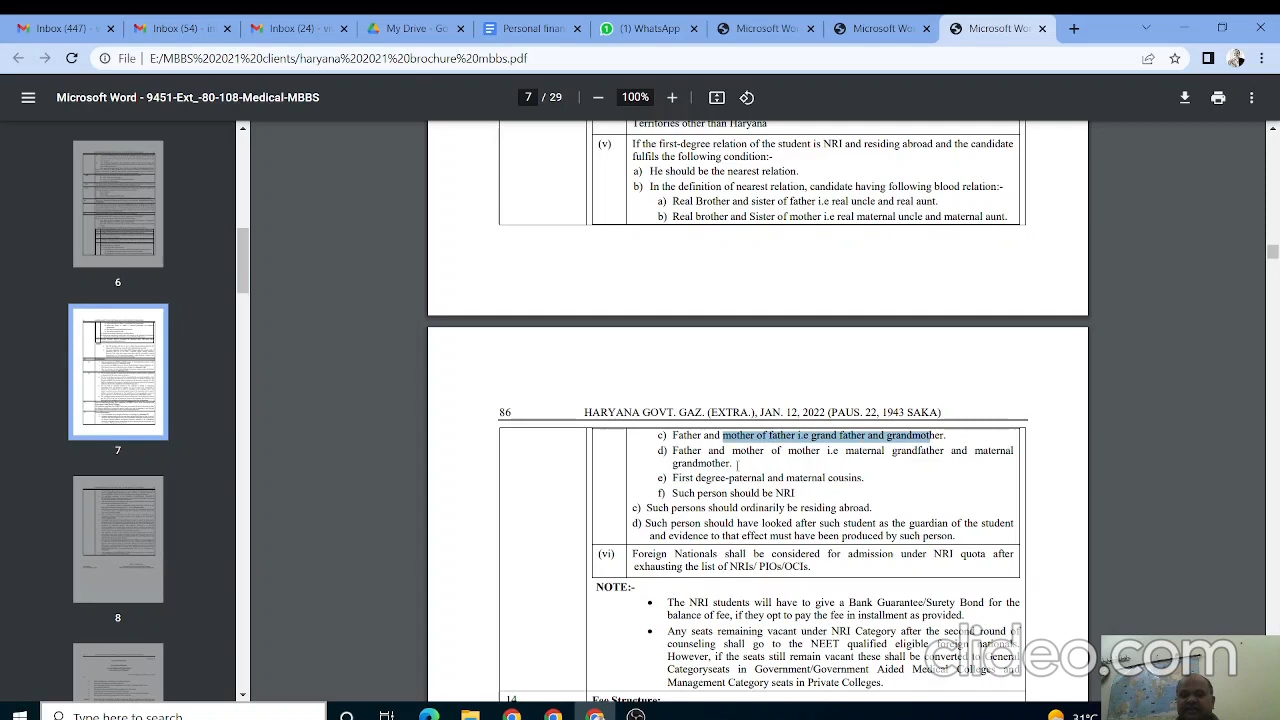 Inbox (447) - v
Inbox (54) - in
Inbox (24) - vi
My Drive - Go
Personal finan
(1) WhatsApp
Microsoft Wor
Microsoft Wor
Microsoft Wor
File
E:/MBBS%202021%20clients/haryana%202021%20brochure%20mbbs.pdf
Microsoft Word - 9451-Ext_-80-108-Medical-MBBS
7 / 29
100%
6
7
8
Territories other than Haryana
(v) If the first-degree relation of the student is NRI and residing abroad and the candidate
fulfils the following condition:-
a) He should be the nearest relation.
b) In the definition of nearest relation, candidate having following blood relation:-
a) Real Brother and sister of father i.e real uncle and real aunt.
b) Real brother and Sister of mother i.e real maternal uncle and maternal aunt.
86 HARYANA GOVT. GAZ. (EXTRA.), JAN. 12, 2022 (PAUS. 22, 1943 SAKA)
c) Father and mother of father i.e grand father and grandmother.
d) Father and mother of mother i.e maternal grandfather and maternal
grandmother.
e) First degree-paternal and maternal cousins.
f) Such person should be NRI
c) Such persons should ordinarily be residing abroad.
d) Such person should have looked after such student as the guardian of the student
and evidence to that effect must have been produced by such person.
(vi) Foreign Nationals shall be considered for admission under NRI quota after
exhausting the list of NRIs/ PIOs/OCIs.
NOTE:-
• The NRI students will have to give a Bank Guarantee/Surety Bond for the
balance of fee, if they opt to pay the fee in installment as provided.
• Any seats remaining vacant under NRI Category after the second round of
counseling shall go to the NEET qualified eligible foreign nationals.
However, if the seats still remain vacant these shall be converted to General
Categoryseats in Government/Government Aided Medical Colleges and
Management Category seats in Private Colleges.
14 Fee Structure:
clideo.com
Type here to search
31°C